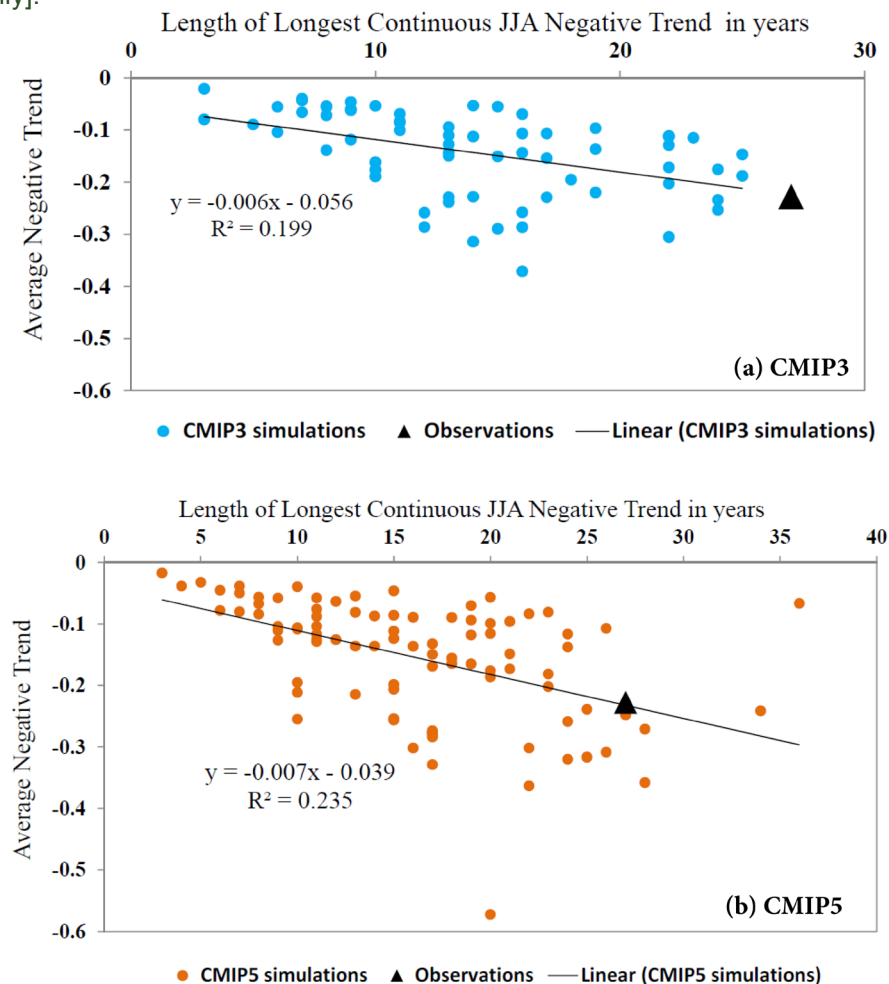 lly].
Length of Longest Continuous JJA Negative Trend in years
0 10 20 30
0
-0.1
-0.2
-0.3
-0.4
-0.5
-0.6
Average Negative Trend
y = -0.006x - 0.056
R² = 0.199
(a) CMIP3
CMIP3 simulations Observations Linear (CMIP3 simulations)
Length of Longest Continuous JJA Negative Trend in years
0 5 10 15 20 25 30 35 40
0
-0.1
-0.2
-0.3
-0.4
-0.5
-0.6
Average Negative Trend
y = -0.007x - 0.039
R² = 0.235
(b) CMIP5
CMIP5 simulations Observations Linear (CMIP5 simulations)